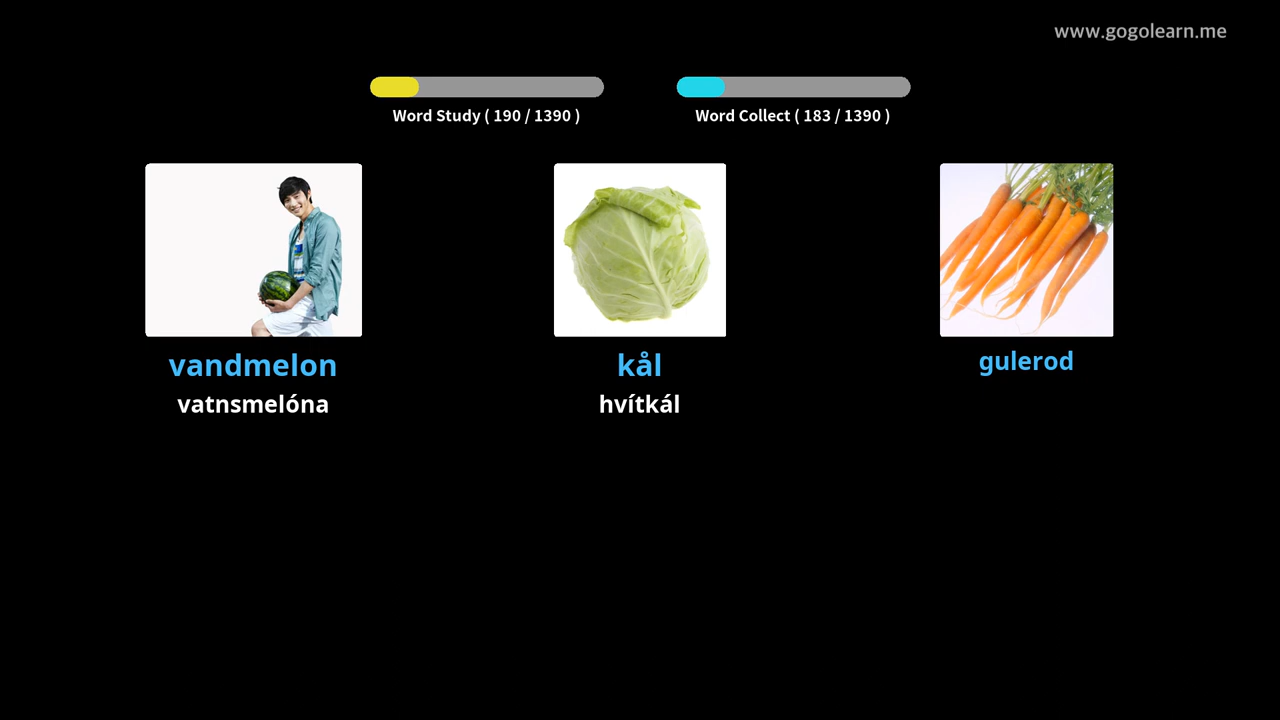 www.gogolearn.me
Word Study ( 190 / 1390 )
Word Collect ( 183 / 1390 )
vandmelon
vatnsmelóna
kål
hvítkál
gulerod